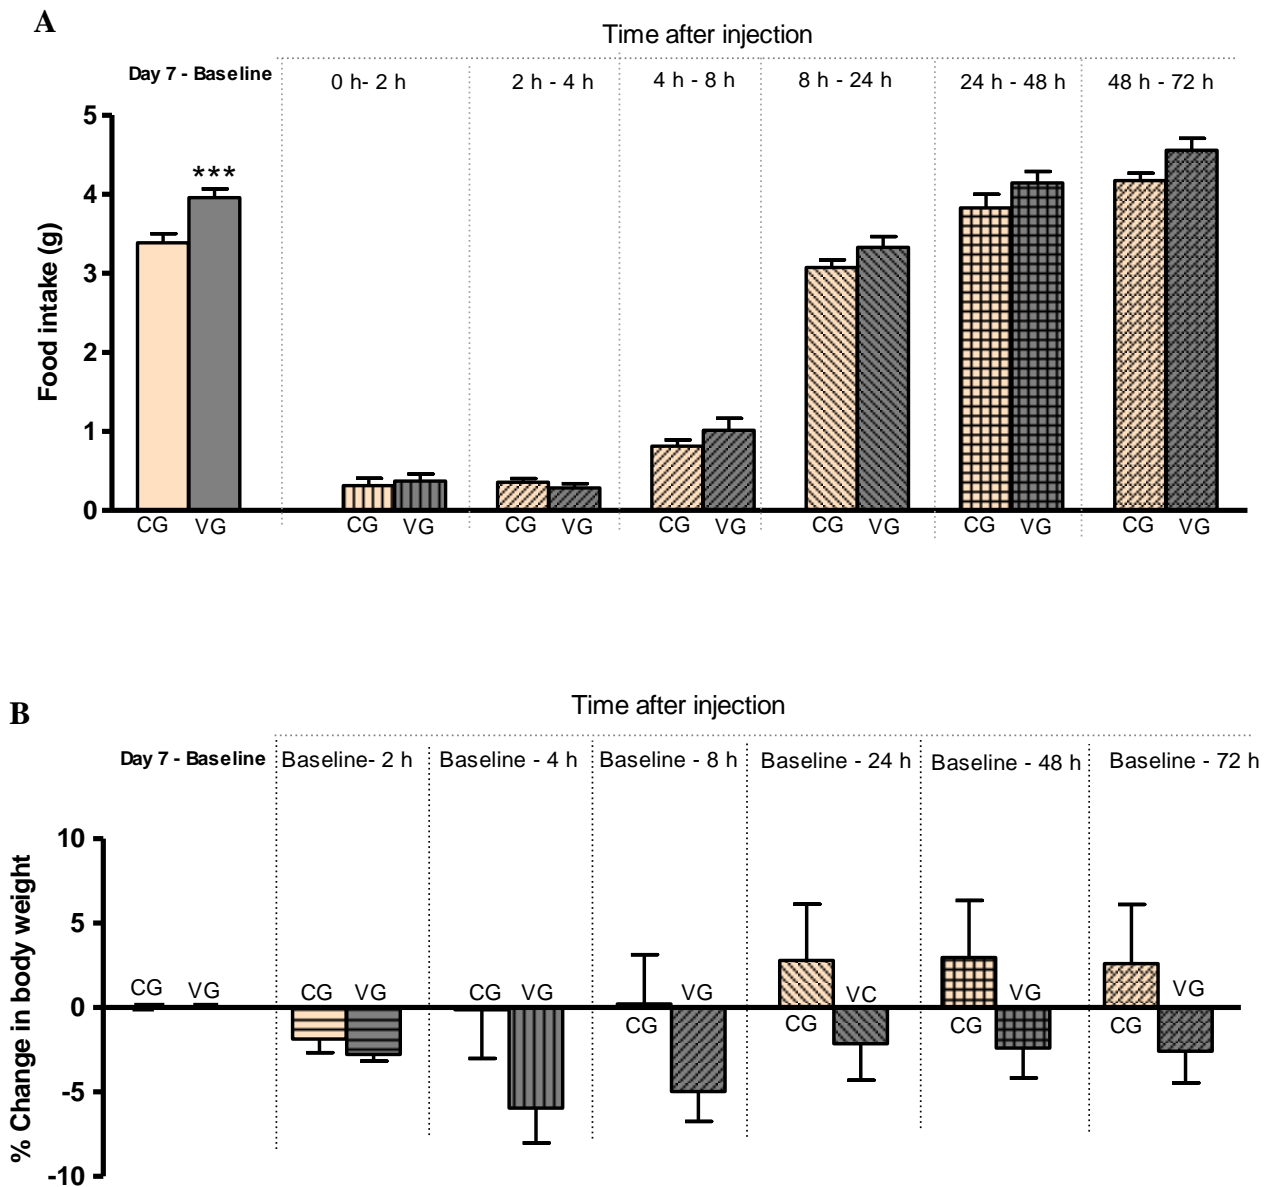 A
Time after injection
Day 7 - Baseline
0 h- 2 h
2 h - 4 h
4 h - 8 h
8 h - 24 h
24 h - 48 h
48 h - 72 h
Food intake (g)
5
4
3
2
1
0
***
CG VG
CG VG
CG VG
CG VG
CG VG
CG VG
CG VG
B
Time after injection
Day 7 - Baseline
Baseline- 2 h
Baseline - 4 h
Baseline - 8 h
Baseline - 24 h
Baseline - 48 h
Baseline - 72 h
% Change in body weight
10
5
0
-5
-10
CG VG
CG VG
CG VG
CG VG
CG VC
CG VG
CG VG